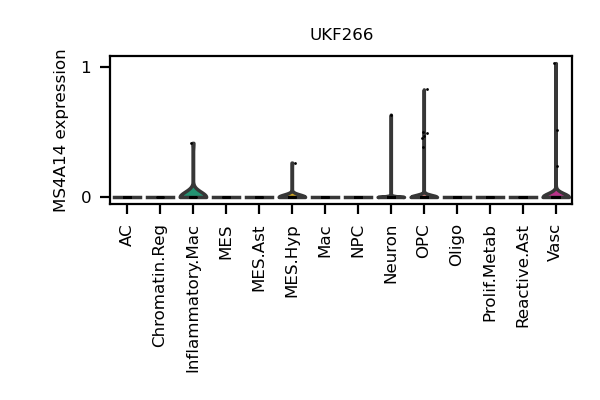 UKF266
MS4A14 expression
1
0
AC
Chromatin.Reg
Inflammatory.Mac
MES
MES.Ast
MES.Hyp
Mac
NPC
Neuron
OPC
Oligo
Prolif.Metab
Reactive.Ast
Vasc